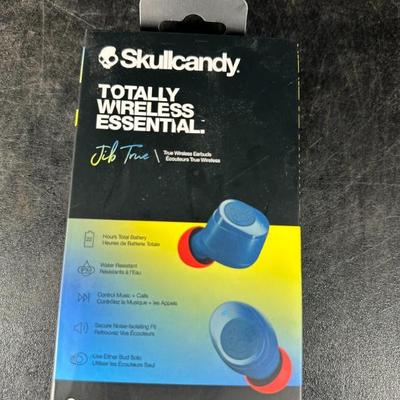 Skullcandy.
TOTALLY
WIRELESS
ESSENTIAL.
Jib True \ True Wireless Earbuds
Écouteurs True Wireless
22
Hours Total Battery
Heures de Batterie Totale
Water Resistant
Résistants à l'Eau
Control Music + Calls
Contrôlez la Musique + les Appels
Secure Noise-Isolating Fit
Use Either Bud Solo
Utiliser les Écouteurs Seul